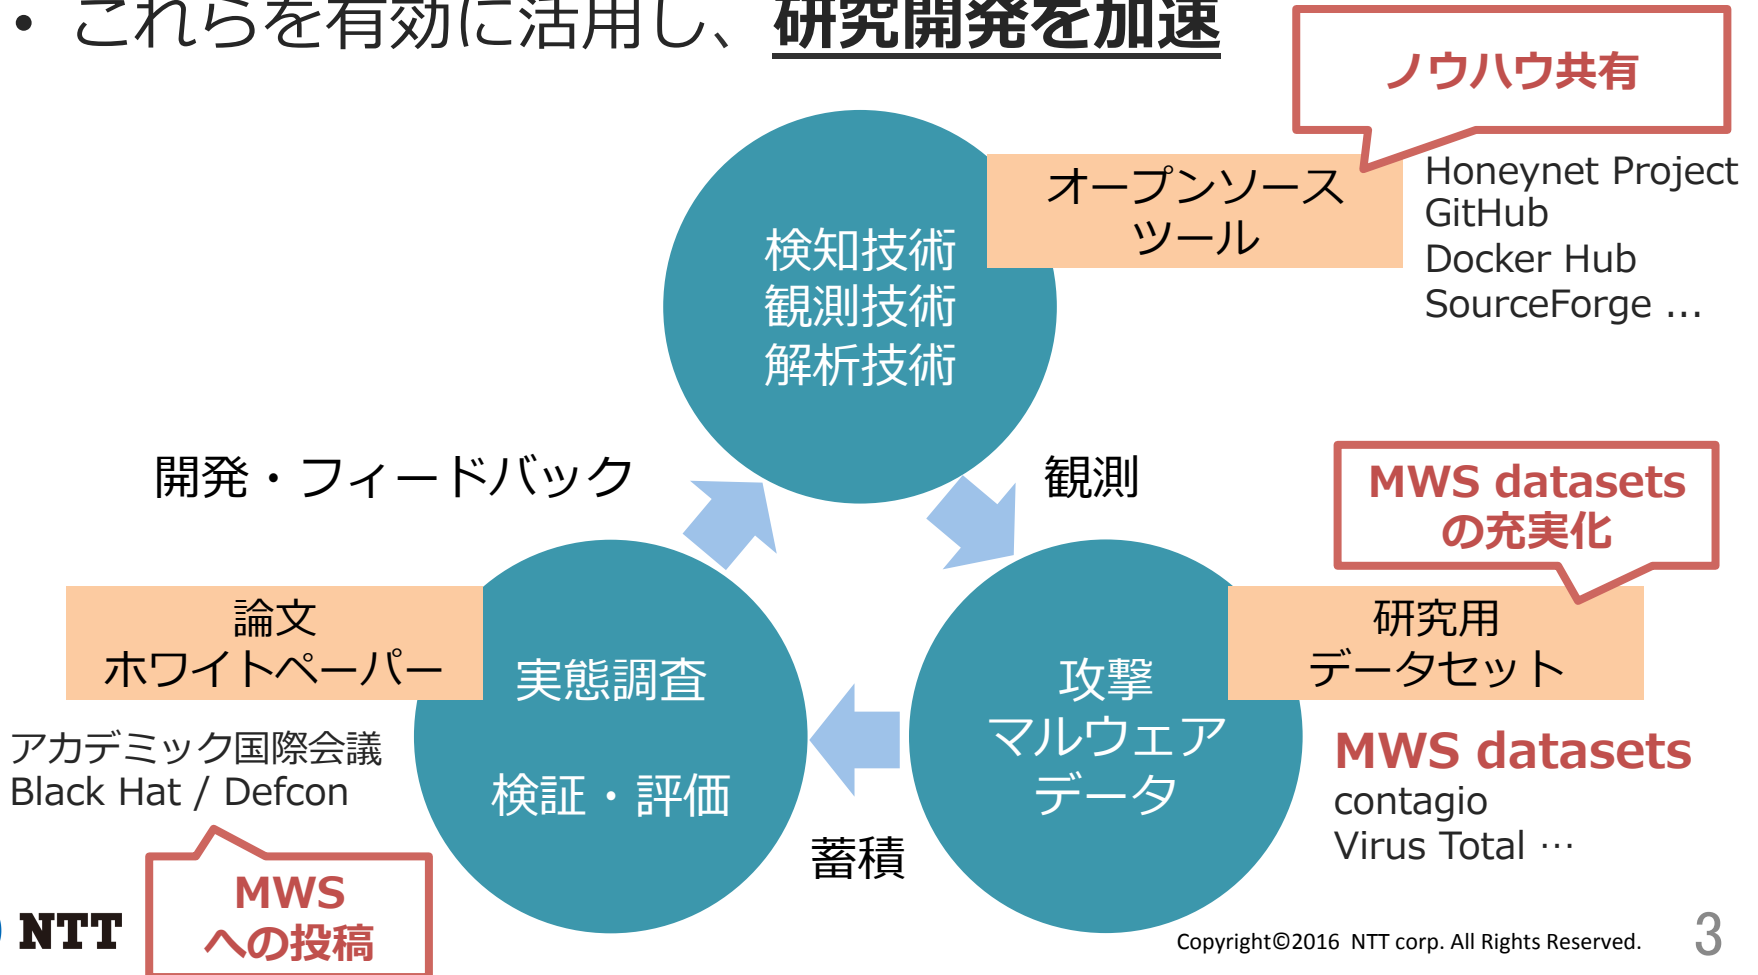 • これらを有効に活用し、研究開発を加速
ノウハウ共有
オープンソース
ツール
Honeynet Project
GitHub
Docker Hub
SourceForge ...
検知技術
観測技術
解析技術
開発・フィードバック
観測
MWS datasets
の充実化
論文
ホワイトペーパー
研究用
データセット
実態調査
検証・評価
攻撃
マルウェア
データ
アカデミック国際会議
Black Hat / Defcon
MWS datasets
contagio
Virus Total …
蓄積
MWS
への投稿
NTT
Copyright©2016 NTT corp. All Rights Reserved.
3